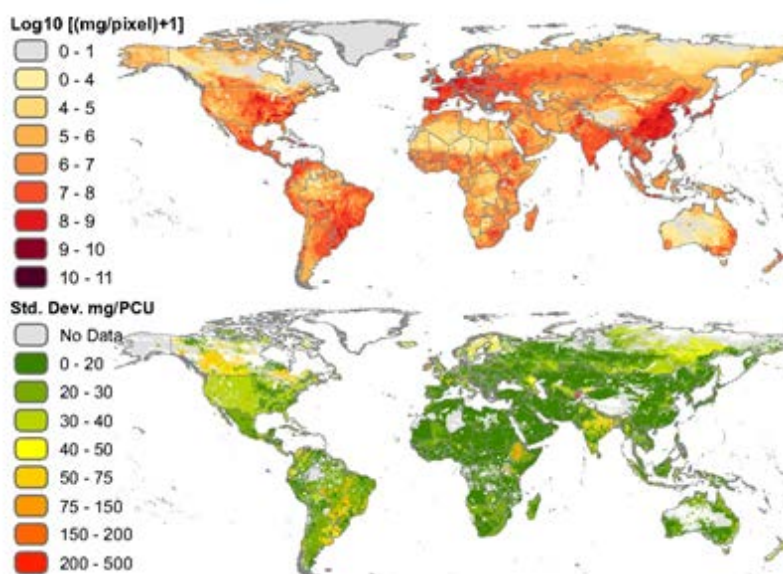 Log10 [(mg/pixel)+1]
0 - 1
0 - 4
4 - 5
5 - 6
6 - 7
7 - 8
8 - 9
9 - 10
10 - 11
Std. Dev. mg/PCU
No Data
0 - 20
20 - 30
30 - 40
40 - 50
50 - 75
75 - 150
150 - 200
200 - 500